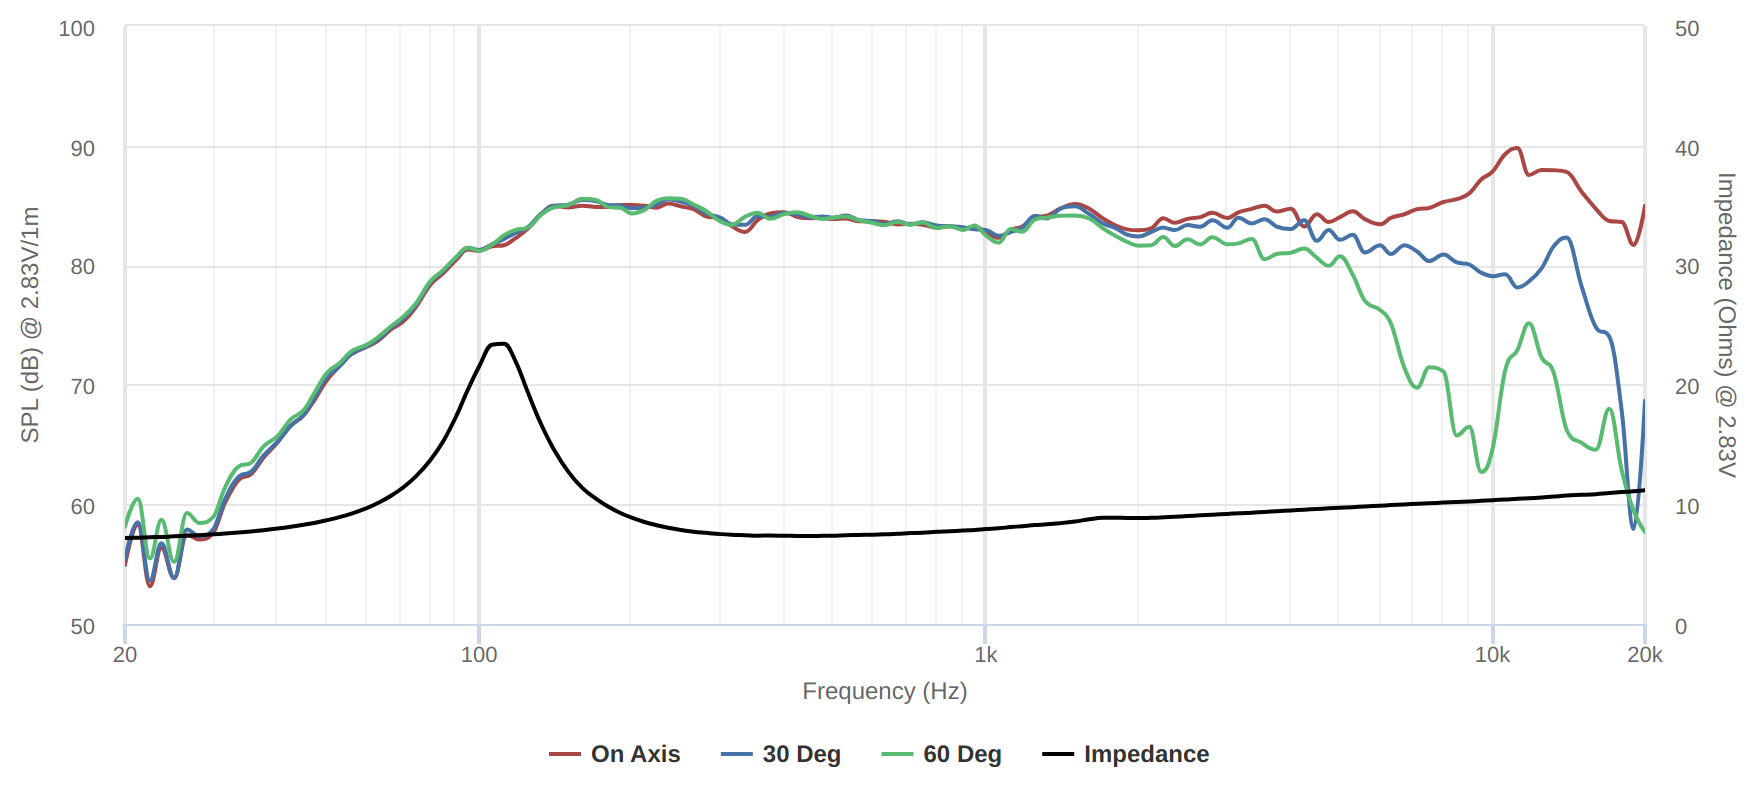 100
90
80
70
60
50
SPL (dB) @ 2.83V/1m
50
40
30
20
10
0
Impedance (Ohms) @ 2.83V
20
100
1k
10k
20k
Frequency (Hz)
On Axis
30 Deg
60 Deg
Impedance